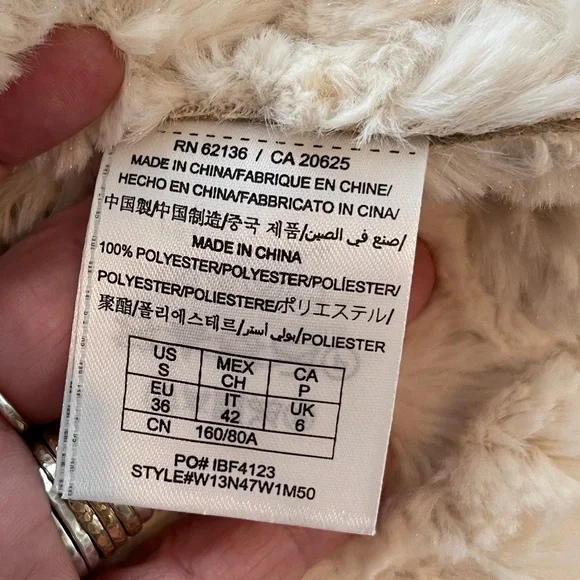 RN 62136 / CA 20625
MADE IN CHINA/FABRIQUE EN CHINE/
HECHO EN CHINA/FABBRICATO IN CINA/
中国製/中国制造/중국 제품/صنع في الصين/
MADE IN CHINA
100% POLYESTER/POLYESTER/POLÍESTER/
POLYESTER/POLIESTERE/ポリエステル/
聚酯/폴리에스테르/بولي أستر/POLIESTER
US S MEX CH CA P
EU 36 IT 42 UK 6
CN 160/80A
PO# IBF4123
STYLE#W13N47W1M50